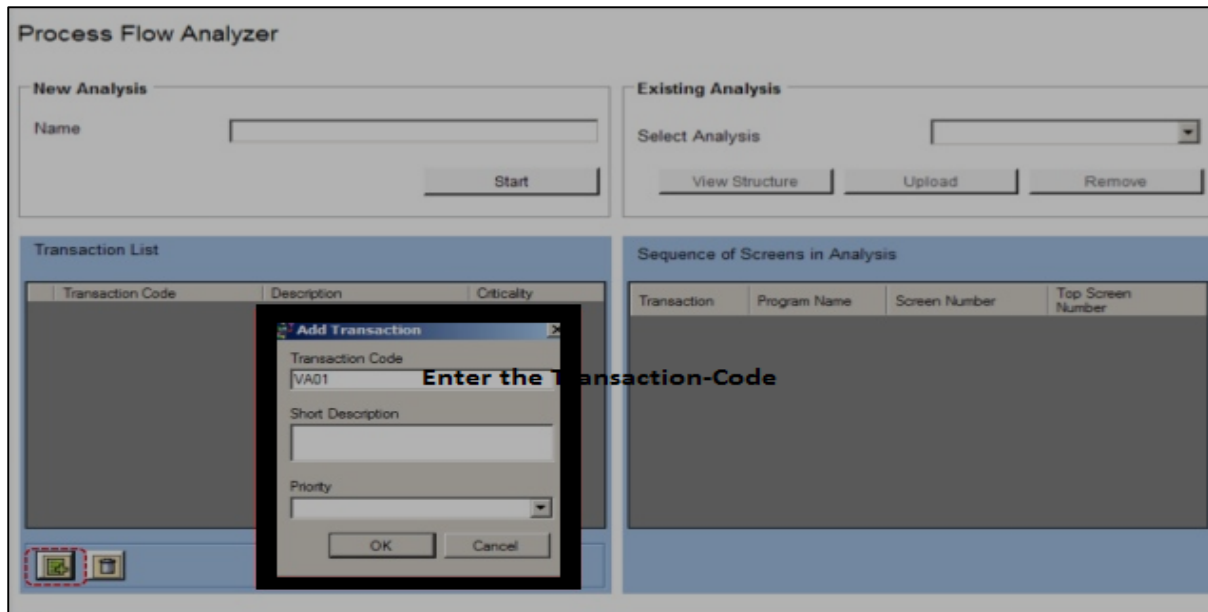 Process Flow Analyzer
New Analysis
Name
Start
Existing Analysis
Select Analysis
View Structure
Upload
Remove
Transaction List
Transaction Code
Description
Criticality
Add Transaction
Transaction Code
VA01
Enter the Transaction-Code
Short Description
Priority
OK
Cancel
Sequence of Screens in Analysis
Transaction
Program Name
Screen Number
Top Screen
Number